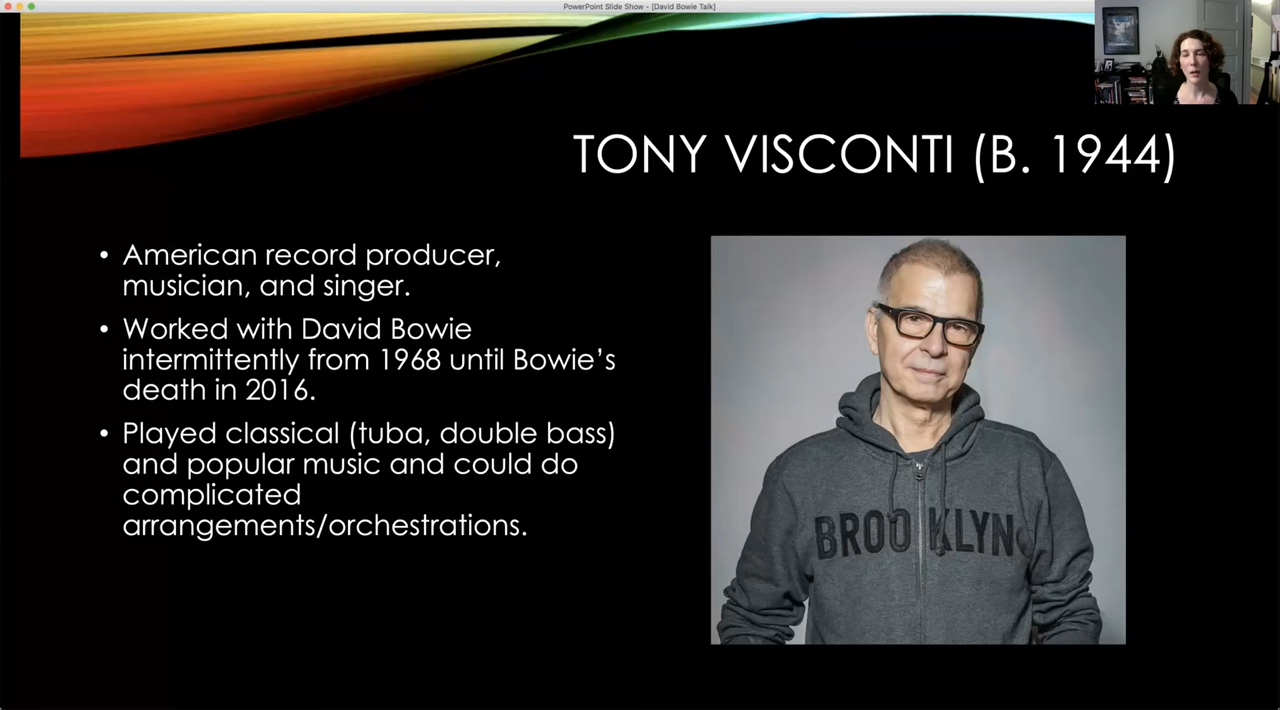 PowerPoint Slide Show - [David Bowie Talk]
TONY VISCONTI (B. 1944)
• American record producer,
musician, and singer.
• Worked with David Bowie
intermittently from 1968 until Bowie’s
death in 2016.
• Played classical (tuba, double bass)
and popular music and could do
complicated
arrangements/orchestrations.
BROOKLYN